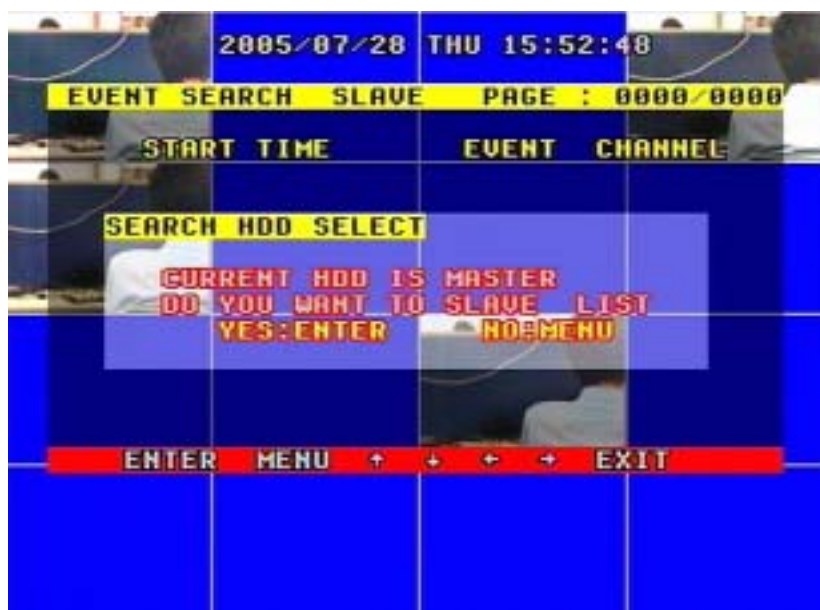 2005/07/28 THU 15:52:48
EVENT SEARCH SLAVE PAGE : 0000/0000
START TIME EVENT CHANNEL
SEARCH HDD SELECT
CURRENT HDD IS MASTER
DO YOU WANT TO SLAVE LIST
YES:ENTER NO:MENU
ENTER MENU ↑ ↓ ← → EXIT